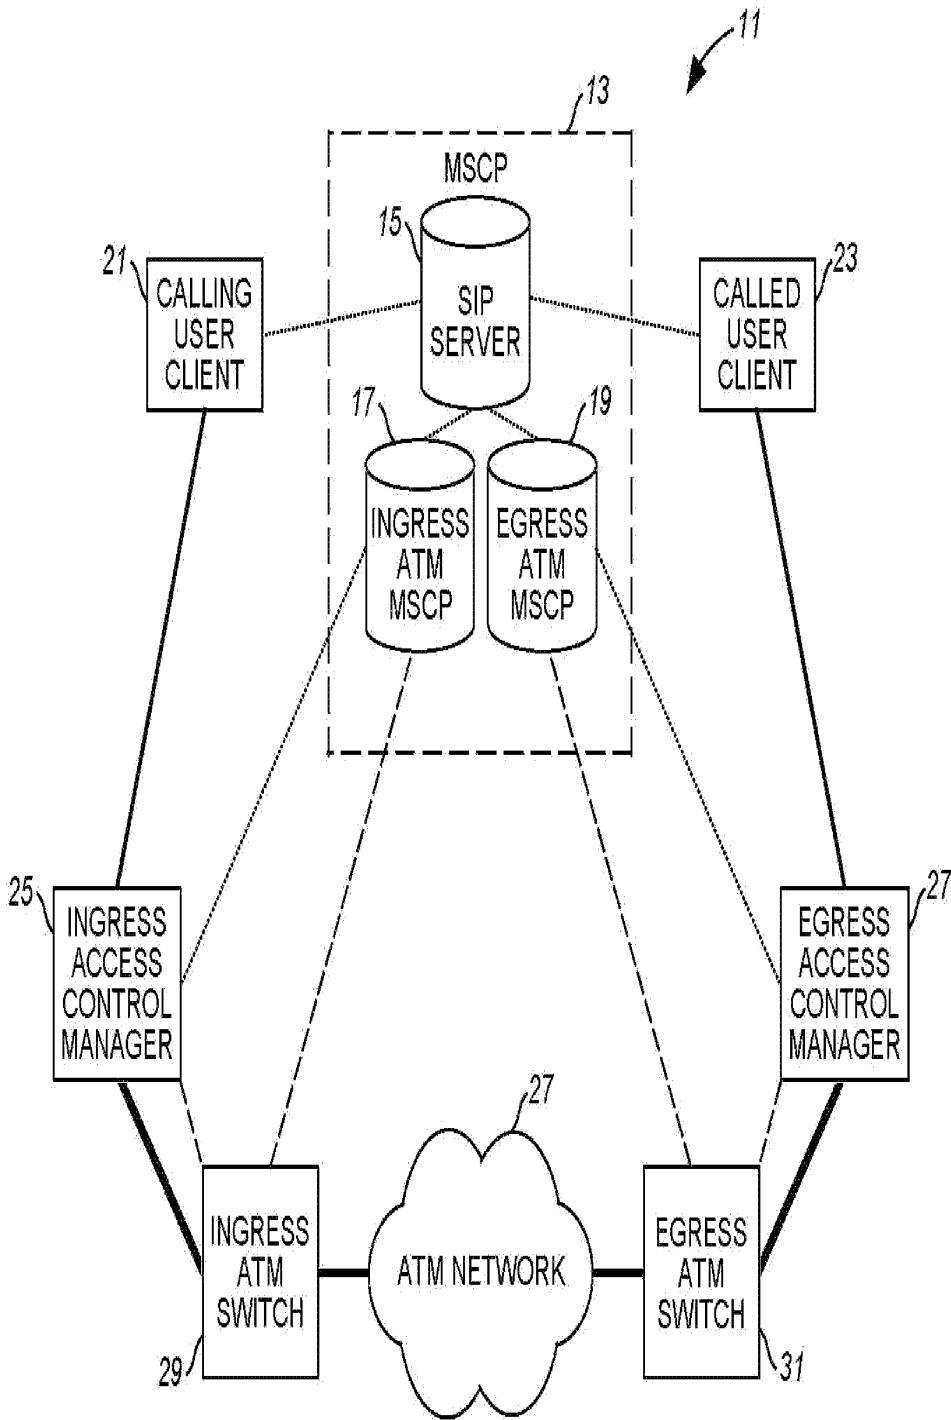 11
13
MSCP
15
SIP
SERVER
21
CALLING
USER
CLIENT
23
CALLED
USER
CLIENT
17
INGRESS
ATM
MSCP
19
EGRESS
ATM
MSCP
25
INGRESS
ACCESS
CONTROL
MANAGER
27
EGRESS
ACCESS
CONTROL
MANAGER
27
ATM NETWORK
INGRESS
ATM
SWITCH
29
EGRESS
ATM
SWITCH
31